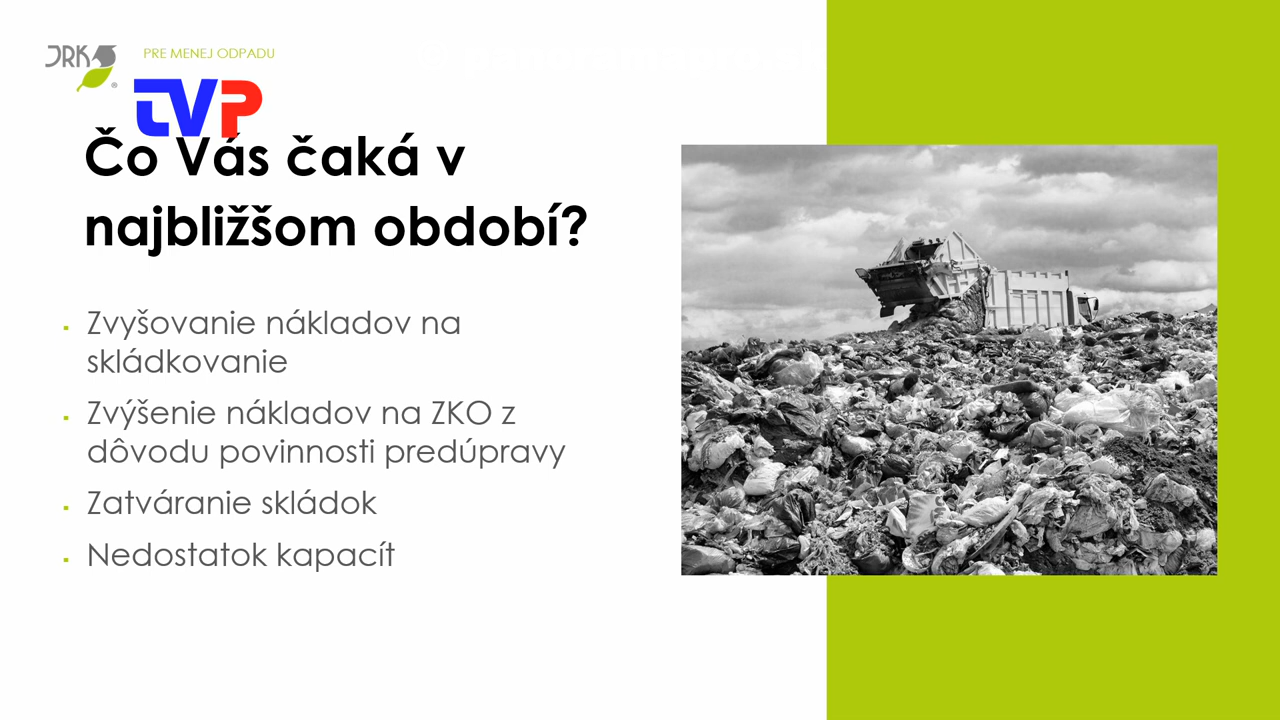 JRK
PRE MENEJ ODPADU
TVP
Čo Vás čaká v
najbližšom období?
Zvyšovanie nákladov na
skládkovanie
Zvýšenie nákladov na ZKO z
dôvodu povinnosti predúpravy
Zatváranie skládok
Nedostatok kapacít